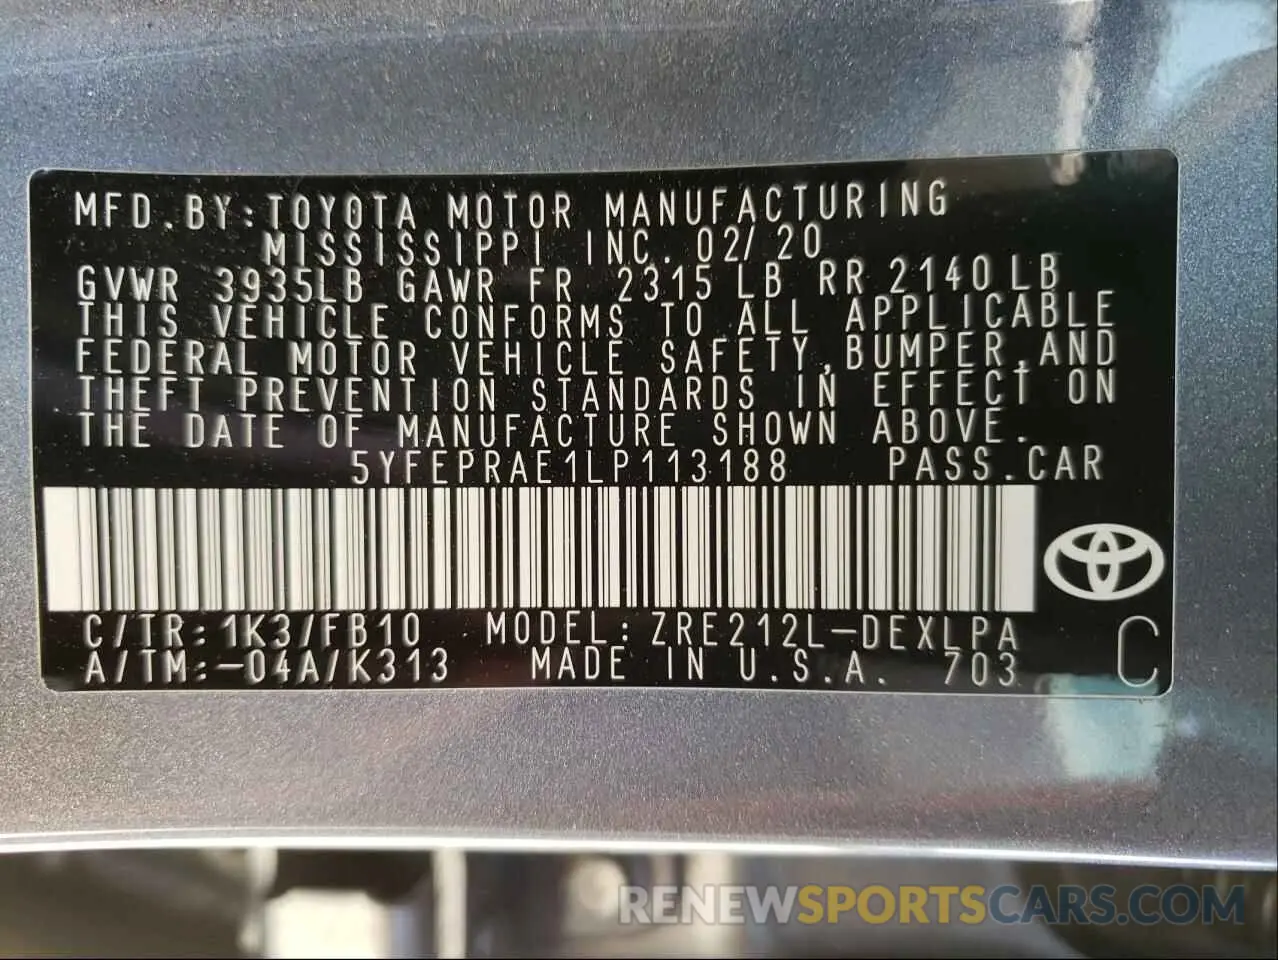 MFD.BY:TOYOTA MOTOR MANUFACTURING
MISSISSIPPI INC. 02/20
GVWR 3935LB GAWR FR 2315LB RR 2140LB
THIS VEHICLE CONFORMS TO ALL APPLICABLE
FEDERAL MOTOR VEHICLE SAFETY,BUMPER,AND
THEFT PREVENTION STANDARDS IN EFFECT ON
THE DATE OF MANUFACTURE SHOWN ABOVE.
5YFEPRAE1LP113188 PASS.CAR
C/TR:1K3/FB10 MODEL:ZRE212L-DEXLPA
A/TM:-04A/K313 MADE IN U.S.A. 703
C
RENEWSPORTSCARS.COM